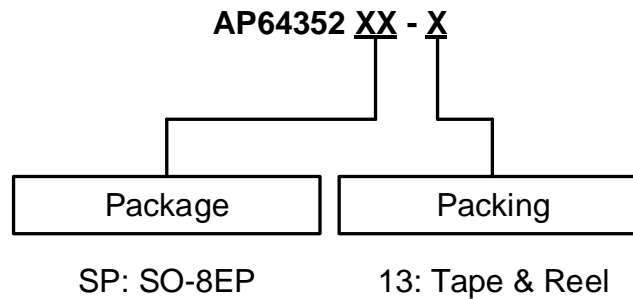 AP64352 XX - X
Package
Packing
SP: SO-8EP
13: Tape & Reel